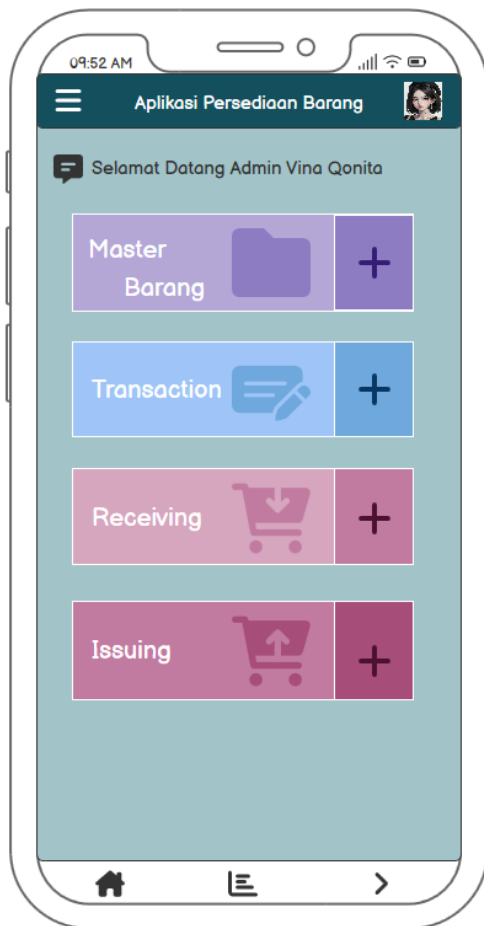 09:52 AM
Aplikasi Persediaan Barang
Selamat Datang Admin Vina Qonita
Master
Barang
Transaction
Receiving
Issuing